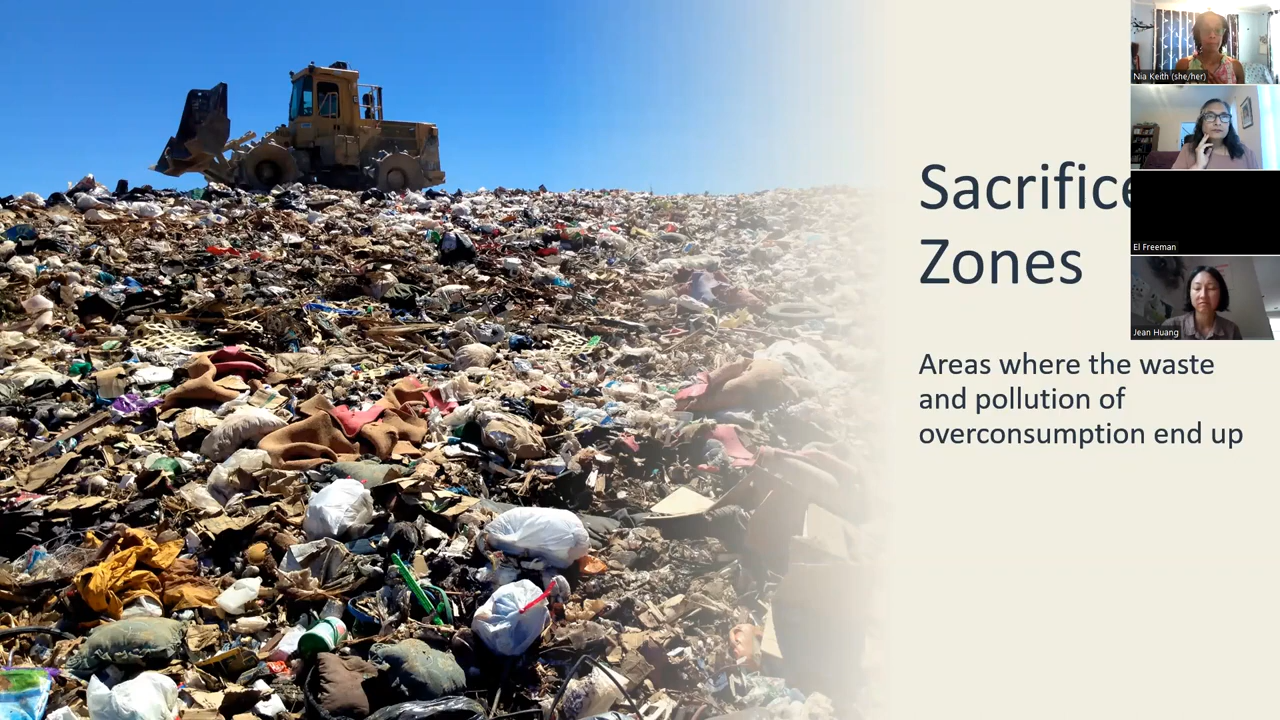 Sacrifice
Zones
Areas where the waste
and pollution of
overconsumption end up
Nia Keith (she/her)
El Freeman
Jean Huang